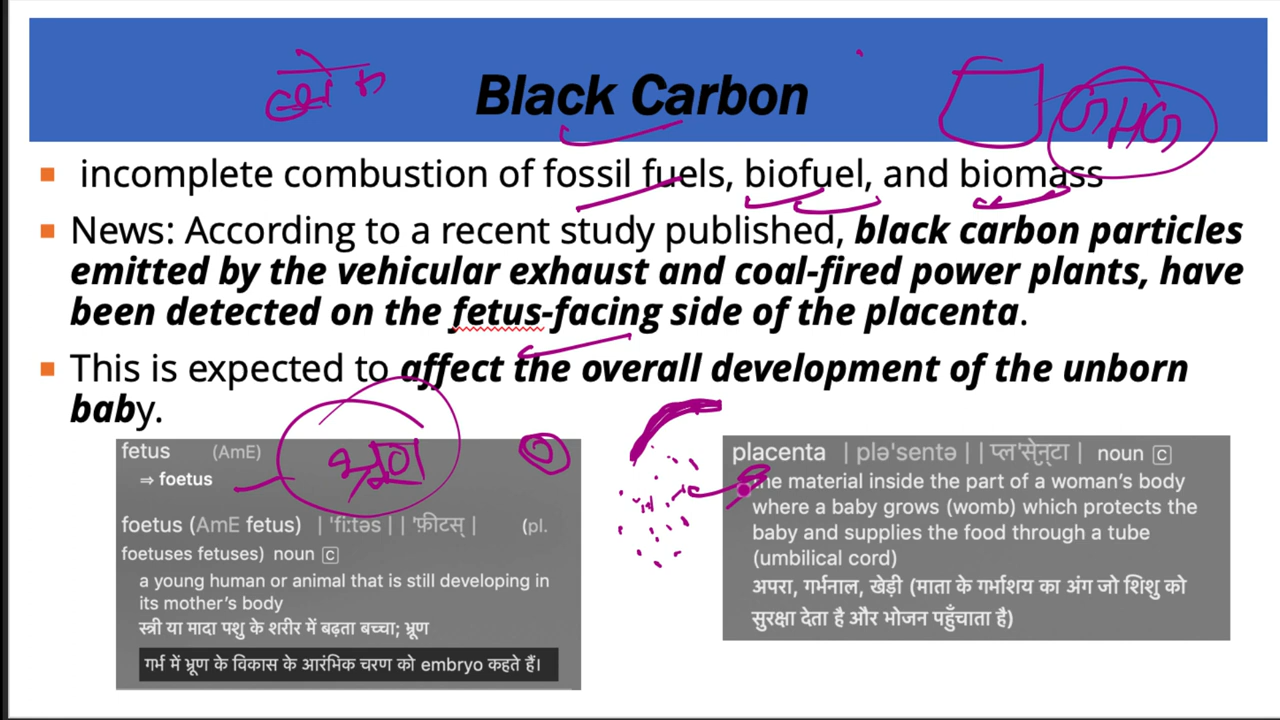 Black Carbon
incomplete combustion of fossil fuels, biofuel, and biomass
News: According to a recent study published, black carbon particles
emitted by the vehicular exhaust and coal-fired power plants, have
been detected on the fetus-facing side of the placenta.
This is expected to affect the overall development of the unborn
baby.
भ्रूण
fetus (AmE)
⇒ foetus
foetus (AmE fetus) | 'fiːtəs | | 'फ़ीटस् | (pl.
foetuses fetuses) noun C
a young human or animal that is still developing in
its mother's body
स्त्री या मादा पशु के शरीर में बढ़ता बच्चा; भ्रूण
गर्भ में भ्रूण के विकास के आरंभिक चरण को embryo कहते हैं।
placenta | plə'sentə | | प्ल'से़न्टा | noun C
the material inside the part of a woman's body
where a baby grows (womb) which protects the
baby and supplies the food through a tube
(umbilical cord)
अपरा, गर्भनाल, खेड़ी (माता के गर्भाशय का अंग जो शिशु को
सुरक्षा देता है और भोजन पहुँचाता है)